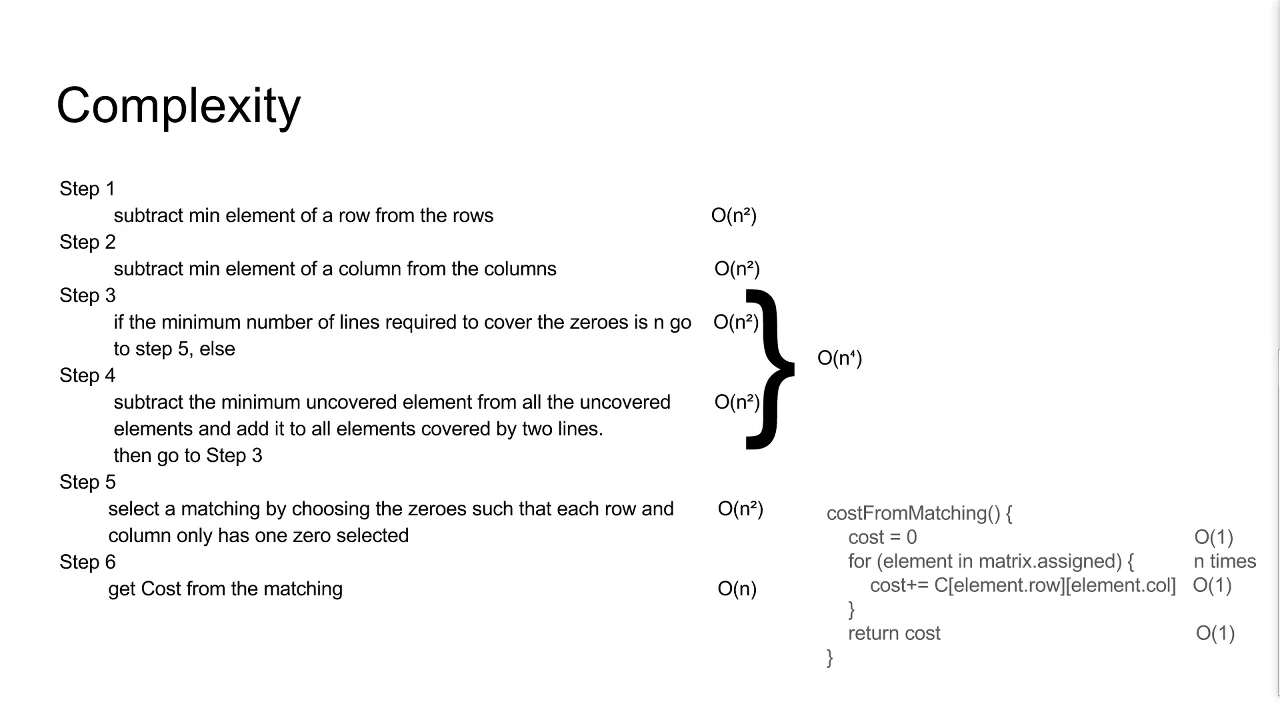 Complexity
Step 1
subtract min element of a row from the rows O(n²)
Step 2
subtract min element of a column from the columns O(n²)
Step 3
if the minimum number of lines required to cover the zeroes is n go O(n²)
to step 5, else
O(n⁴)
Step 4
subtract the minimum uncovered element from all the uncovered O(n²)
elements and add it to all elements covered by two lines.
then go to Step 3
Step 5
select a matching by choosing the zeroes such that each row and O(n²)
column only has one zero selected
Step 6
get Cost from the matching O(n)
costFromMatching() {
cost = 0 O(1)
for (element in matrix.assigned) { n times
cost+= C[element.row][element.col] O(1)
}
return cost O(1)
}